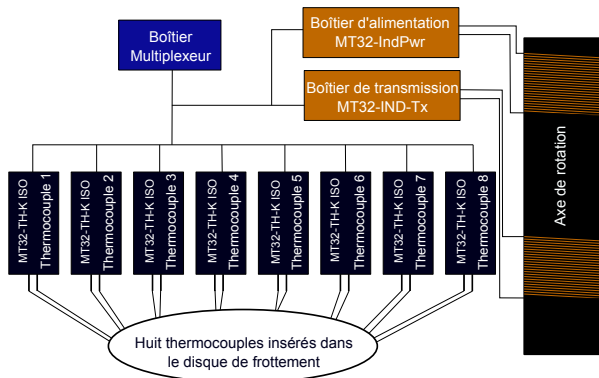 Boîtier
Multiplexeur
Boîtier d'alimentation
MT32-IndPwr
Boîtier de transmission
MT32-IND-Tx
Axe de rotation
MT32-TH-K ISO
Thermocouple 1
MT32-TH-K ISO
Thermocouple 2
MT32-TH-K ISO
Thermocouple 3
MT32-TH-K ISO
Thermocouple 4
MT32-TH-K ISO
Thermocouple 5
MT32-TH-K ISO
Thermocouple 6
MT32-TH-K ISO
Thermocouple 7
MT32-TH-K ISO
Thermocouple 8
Huit thermocouples insérés dans
le disque de frottement